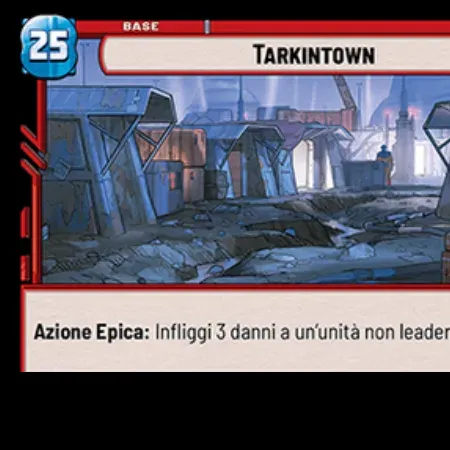 BASE
25
TARKINTOWN
Azione Epica: Infliggi 3 danni a un'unità non leader